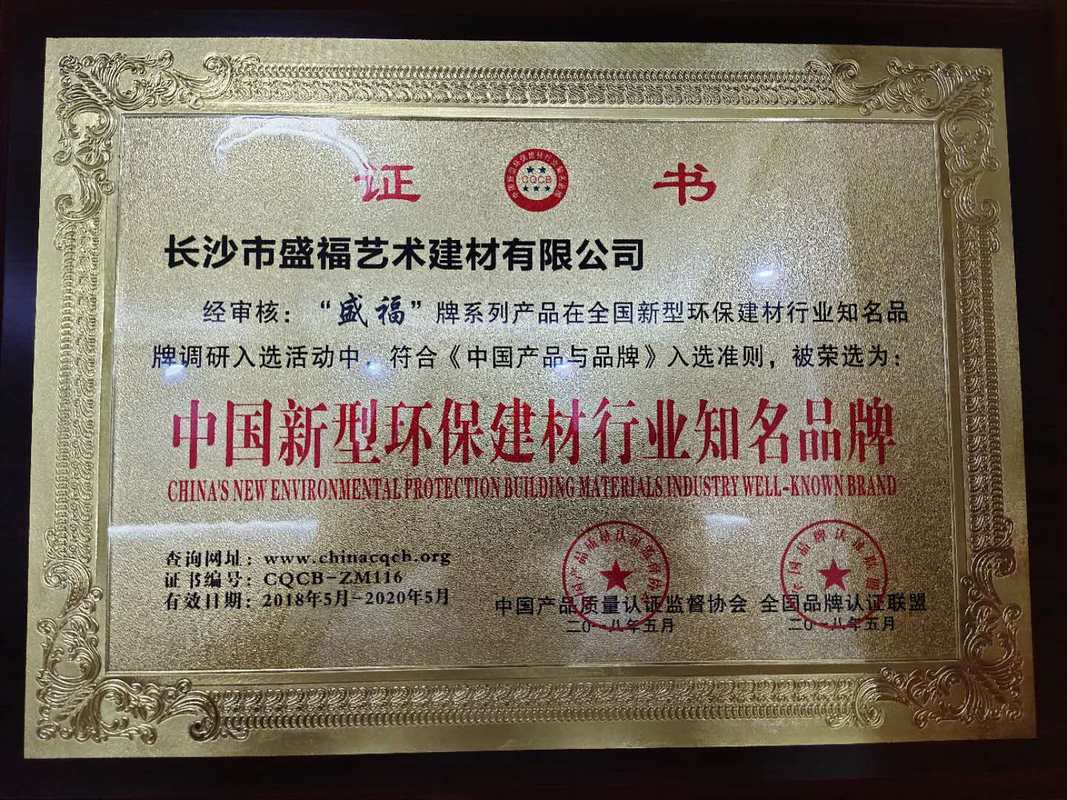 证 CQCB 书
长沙市盛福艺术建材有限公司
经审核：“盛福”牌系列产品在全国新型环保建材行业知名品
牌调研入选活动中，符合《中国产品与品牌》入选准则，被荣选为：
中国新型环保建材行业知名品牌
CHINA'S NEW ENVIRONMENTAL PROTECTION BUILDING MATERIALS INDUSTRY WELL-KNOWN BRAND
查询网址：www.chinacqcb.org
证书编号：CQCB-ZM116
有效日期：2018年5月-2020年5月
中国产品质量认证监督协会 全国品牌认证联盟
二〇一八年五月 二〇一八年五月